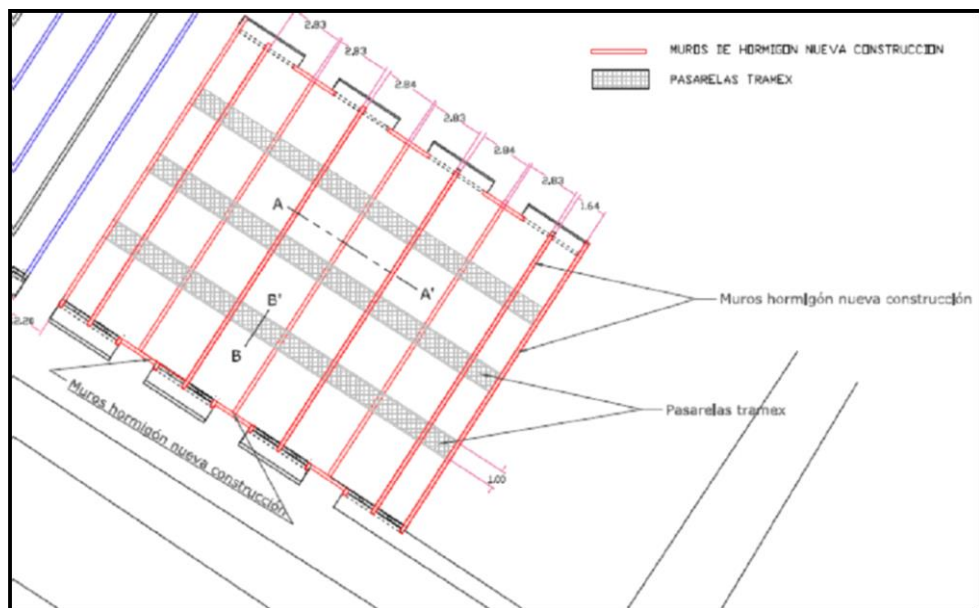 2.83
2.83
2.84
2.83
2.84
2.83
1.64
MUROS DE HORMIGON NUEVA CONSTRUCCION
PASARELAS TRAMEX
A
A'
B'
B
Muros hormigón nueva construcción
2.28
Muros hormigón nueva construcción
Pasarelas tramex
1.00